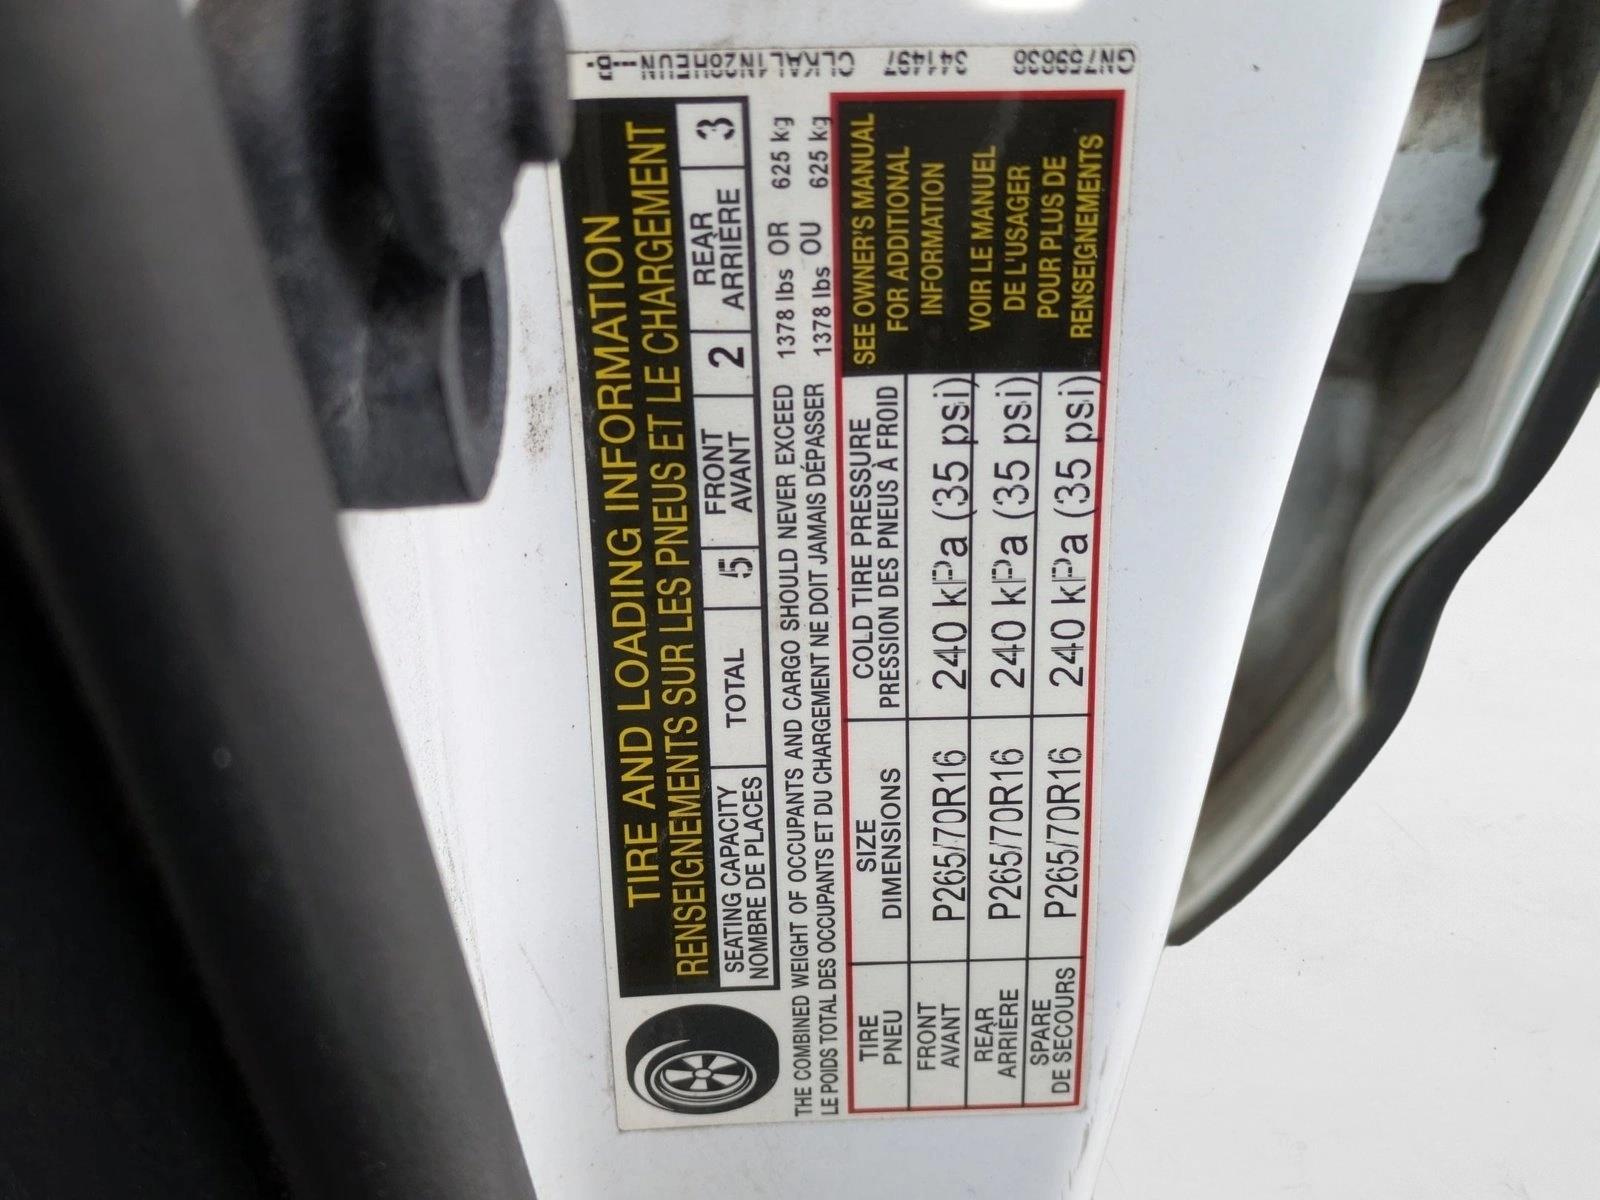 TIRE AND LOADING INFORMATION
RENSEIGNEMENTS SUR LES PNEUS ET LE CHARGEMENT
SEATING CAPACITY
NOMBRE DE PLACES
TOTAL 5
FRONT
AVANT
2
REAR
ARRIÈRE
3
THE COMBINED WEIGHT OF OCCUPANTS AND CARGO SHOULD NEVER EXCEED 1378 lbs OR 625 kg
LE POIDS TOTAL DES OCCUPANTS ET DU CHARGEMENT NE DOIT JAMAIS DÉPASSER 1378 lbs OU 625 kg
TIRE
PNEU
SIZE
DIMENSIONS
COLD TIRE PRESSURE
PRESSION DES PNEUS À FROID
FRONT
AVANT
P265/70R16 240 kPa (35 psi)
REAR
ARRIÈRE
P265/70R16 240 kPa (35 psi)
SPARE
DE SECOURS
P265/70R16 240 kPa (35 psi)
SEE OWNER'S MANUAL
FOR ADDITIONAL
INFORMATION
VOIR LE MANUEL
DE L'USAGER
POUR PLUS DE
RENSEIGNEMENTS
341497